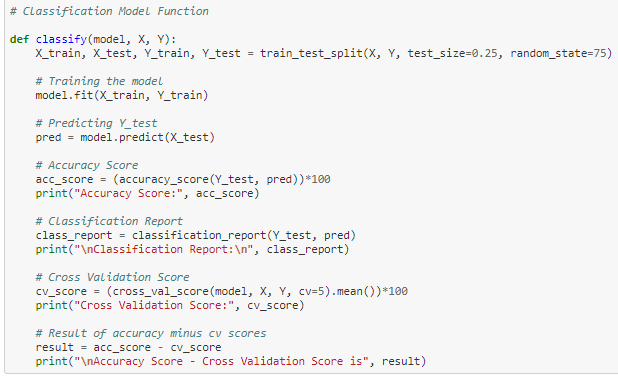 # Classification Model Function
def classify(model, X, Y):
    X_train, X_test, Y_train, Y_test = train_test_split(X, Y, test_size=0.25, random_state=75)
    # Training the model
    model.fit(X_train, Y_train)
    # Predicting Y_test
    pred = model.predict(X_test)
    # Accuracy Score
    acc_score = (accuracy_score(Y_test, pred))*100
    print("Accuracy Score:", acc_score)
    # Classification Report
    class_report = classification_report(Y_test, pred)
    print("\nClassification Report:\n", class_report)
    # Cross Validation Score
    cv_score = (cross_val_score(model, X, Y, cv=5).mean())*100
    print("Cross Validation Score:", cv_score)
    # Result of accuracy minus cv scores
    result = acc_score - cv_score
    print("\nAccuracy Score - Cross Validation Score is", result)